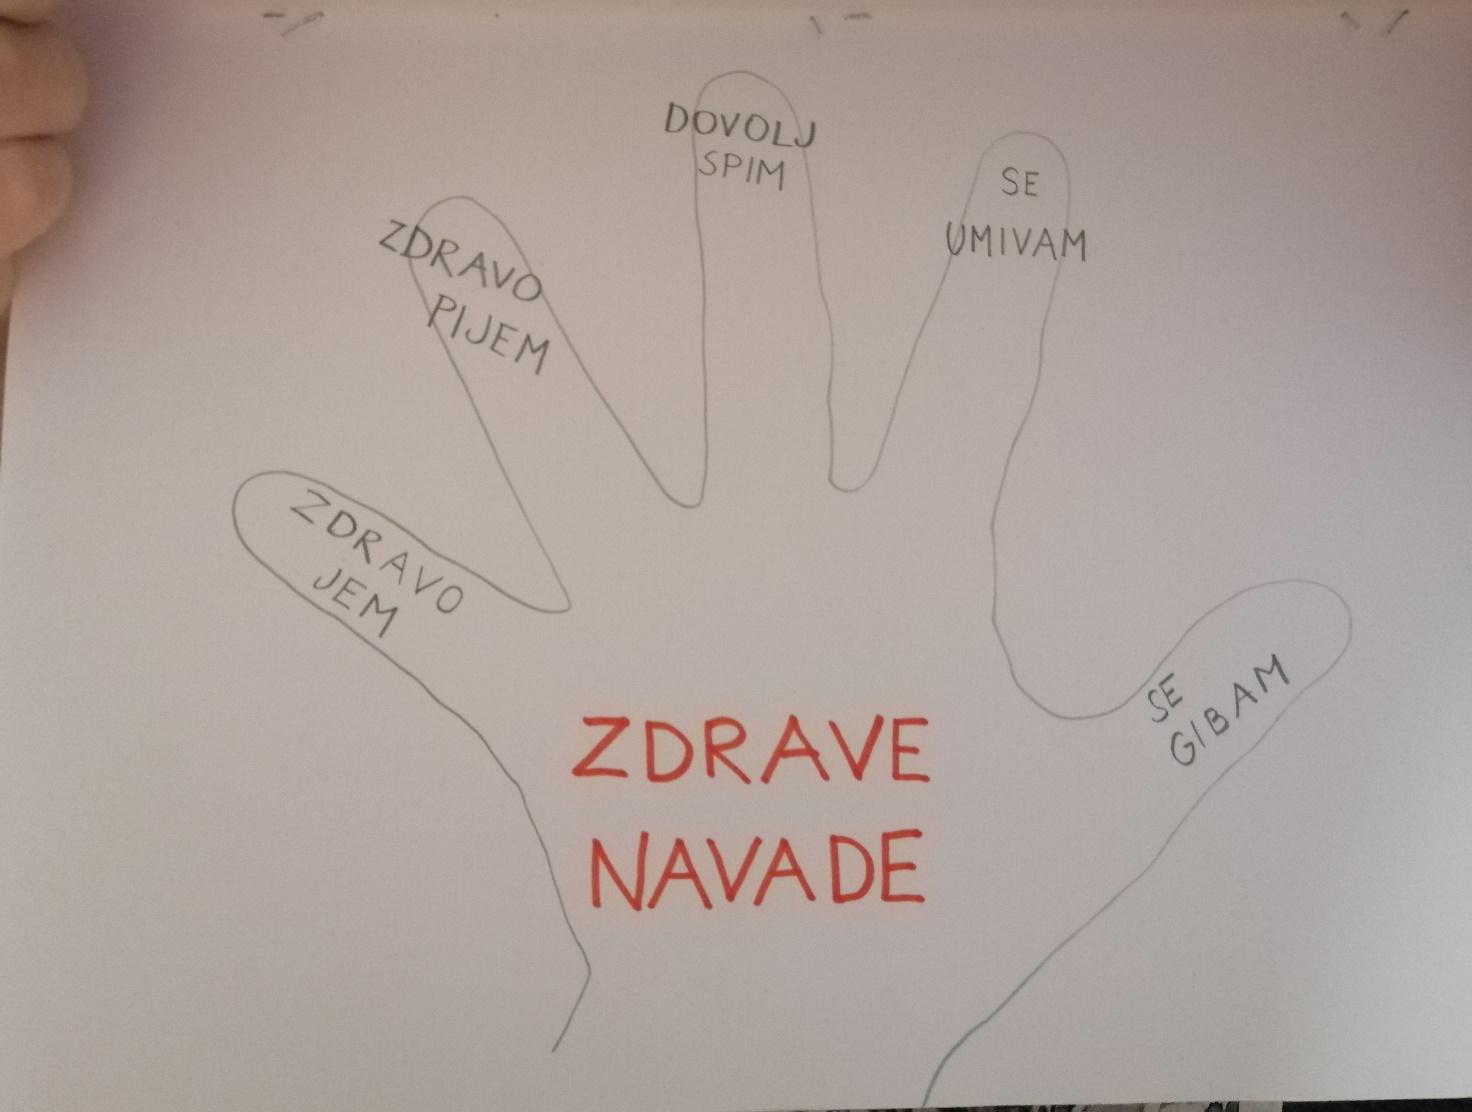 DOVOLJ
SPIM
SE
UMIVAM
ZDRAVO
PIJEM
ZDRAVO
JEM
SE
GIBAM
ZDRAVE
NAVADE